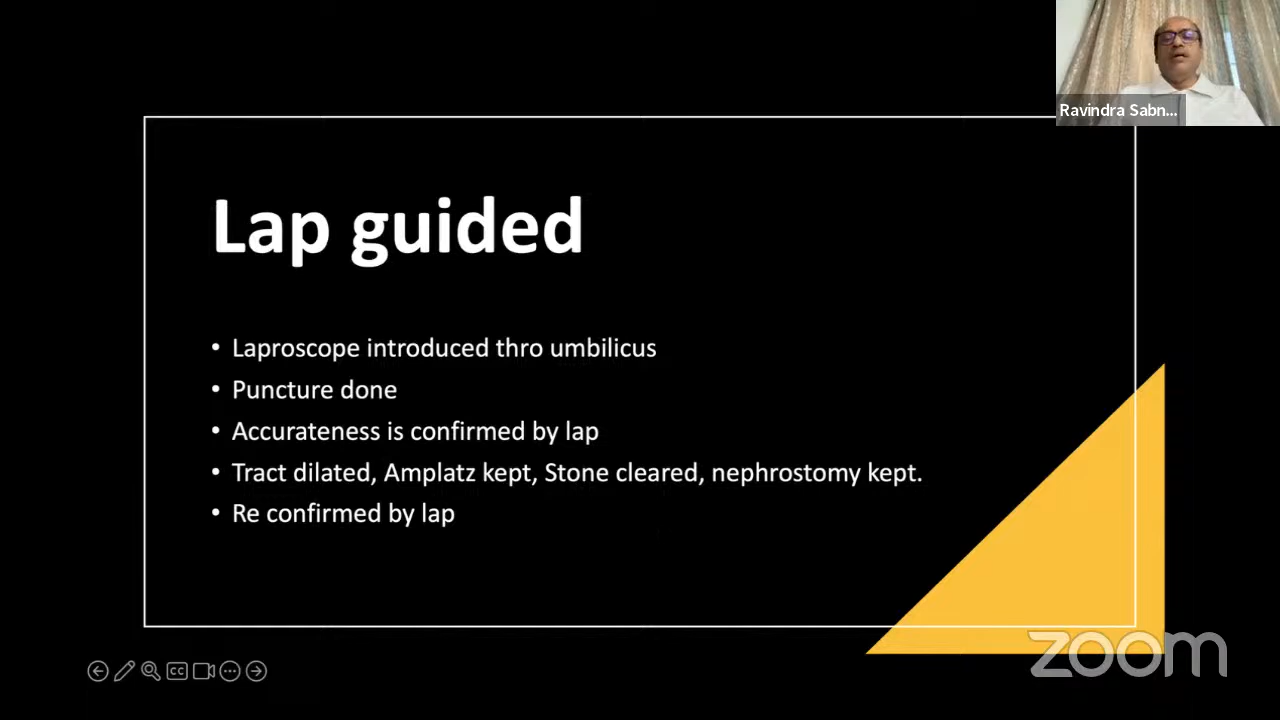 Ravindra Sabn...
Lap guided
• Laproscope introduced thro umbilicus
• Puncture done
• Accurateness is confirmed by lap
• Tract dilated, Amplatz kept, Stone cleared, nephrostomy kept.
• Re confirmed by lap
CC
zoom